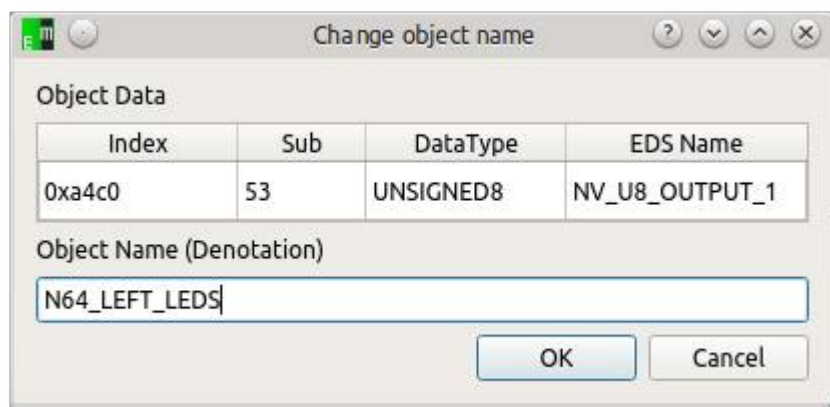 Em Change object name ?
Object Data
Index Sub DataType EDS Name
0xa4c0 53 UNSIGNED8 NV_U8_OUTPUT_1
Object Name (Denotation)
N64_LEFT_LEDS
OK Cancel